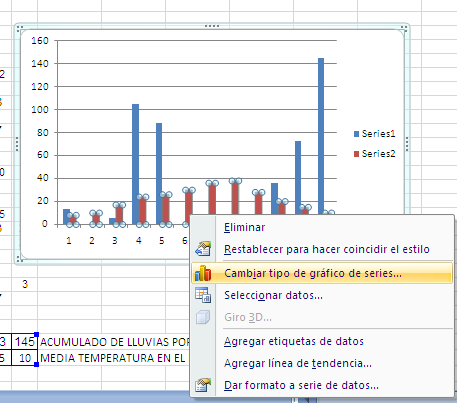 160
140
120
100
80
60
40
20
0
1 2 3 4 5 6
Series1
Series2
Eliminar
Restablecer para hacer coincidir el estilo
Cambiar tipo de gráfico de series...
Seleccionar datos...
Giro 3D...
Agregar etiquetas de datos
Agregar línea de tendencia...
Dar formato a serie de datos...
3
3 145 ACUMULADO DE LLUVIAS POR
5 10 MEDIA TEMPERATURA EN EL